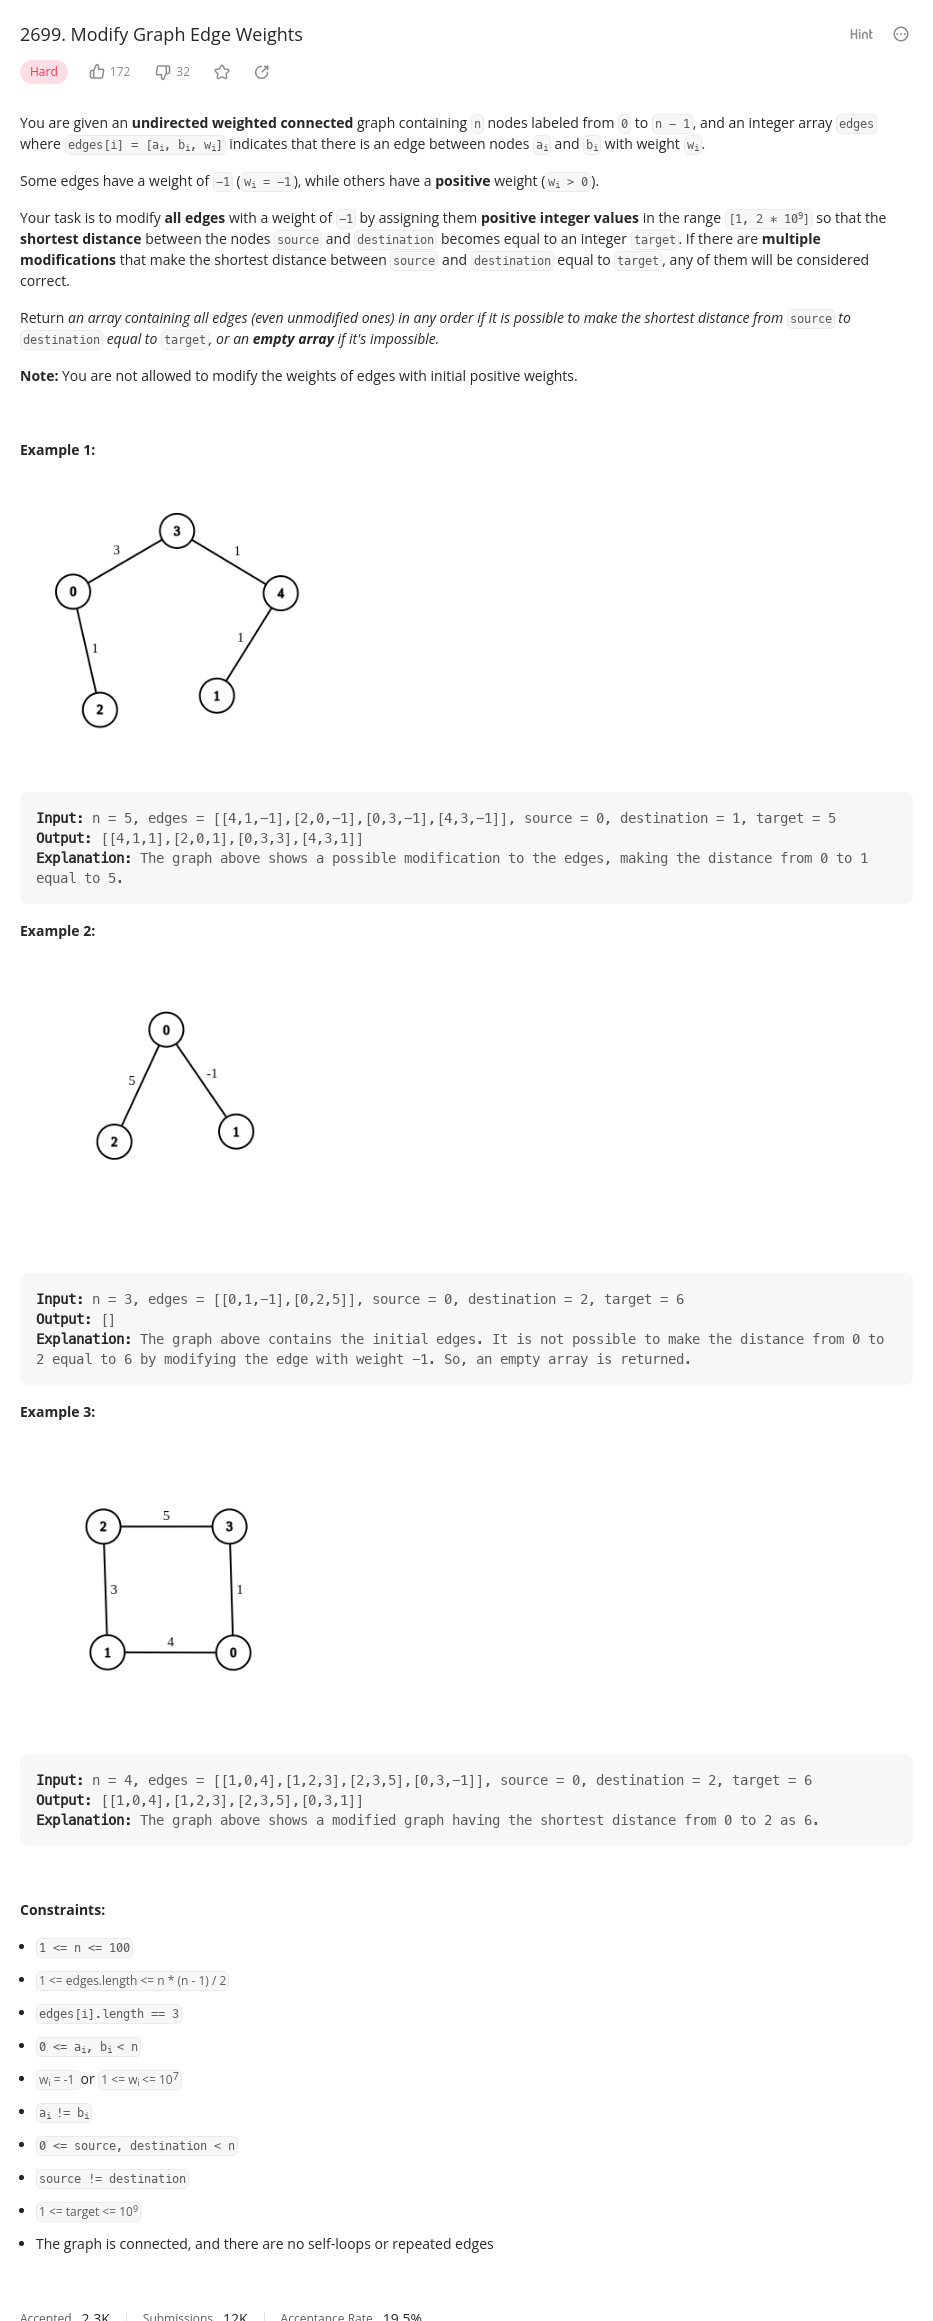 2699. Modify Graph Edge Weights
Hint
Hard 172 32
You are given an undirected weighted connected graph containing n nodes labeled from 0 to n - 1, and an integer array edges
where edges[i] = [aᵢ, bᵢ, wᵢ] indicates that there is an edge between nodes aᵢ and bᵢ with weight wᵢ.
Some edges have a weight of -1 (wᵢ = -1), while others have a positive weight (wᵢ > 0).
Your task is to modify all edges with a weight of -1 by assigning them positive integer values in the range [1, 2 * 10⁹] so that the
shortest distance between the nodes source and destination becomes equal to an integer target. If there are multiple
modifications that make the shortest distance between source and destination equal to target, any of them will be considered
correct.
Return an array containing all edges (even unmodified ones) in any order if it is possible to make the shortest distance from source to
destination equal to target, or an empty array if it's impossible.
Note: You are not allowed to modify the weights of edges with initial positive weights.
Example 1:
3
3 1
0 4
1 1
2 1
Input: n = 5, edges = [[4,1,-1],[2,0,-1],[0,3,-1],[4,3,-1]], source = 0, destination = 1, target = 5
Output: [[4,1,1],[2,0,1],[0,3,3],[4,3,1]]
Explanation: The graph above shows a possible modification to the edges, making the distance from 0 to 1
equal to 5.
Example 2:
0
5 -1
2 1
Input: n = 3, edges = [[0,1,-1],[0,2,5]], source = 0, destination = 2, target = 6
Output: []
Explanation: The graph above contains the initial edges. It is not possible to make the distance from 0 to
2 equal to 6 by modifying the edge with weight -1. So, an empty array is returned.
Example 3:
5
2 3
3 1
4
1 0
Input: n = 4, edges = [[1,0,4],[1,2,3],[2,3,5],[0,3,-1]], source = 0, destination = 2, target = 6
Output: [[1,0,4],[1,2,3],[2,3,5],[0,3,1]]
Explanation: The graph above shows a modified graph having the shortest distance from 0 to 2 as 6.
Constraints:
• 1 <= n <= 100
• 1 <= edges.length <= n * (n - 1) / 2
• edges[i].length == 3
• 0 <= aᵢ, bᵢ < n
• wᵢ = -1 or 1 <= wᵢ <= 10⁷
• aᵢ != bᵢ
• 0 <= source, destination < n
• source != destination
• 1 <= target <= 10⁹
• The graph is connected, and there are no self-loops or repeated edges
Accepted 2.3K Submissions 12K Acceptance Rate 19.5%